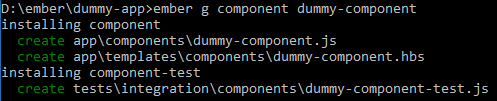 D:\ember\dummy-app>ember g component dummy-component
installing component
  create app\components\dummy-component.js
  create app\templates\components\dummy-component.hbs
installing component-test
  create tests\integration\components\dummy-component-test.js